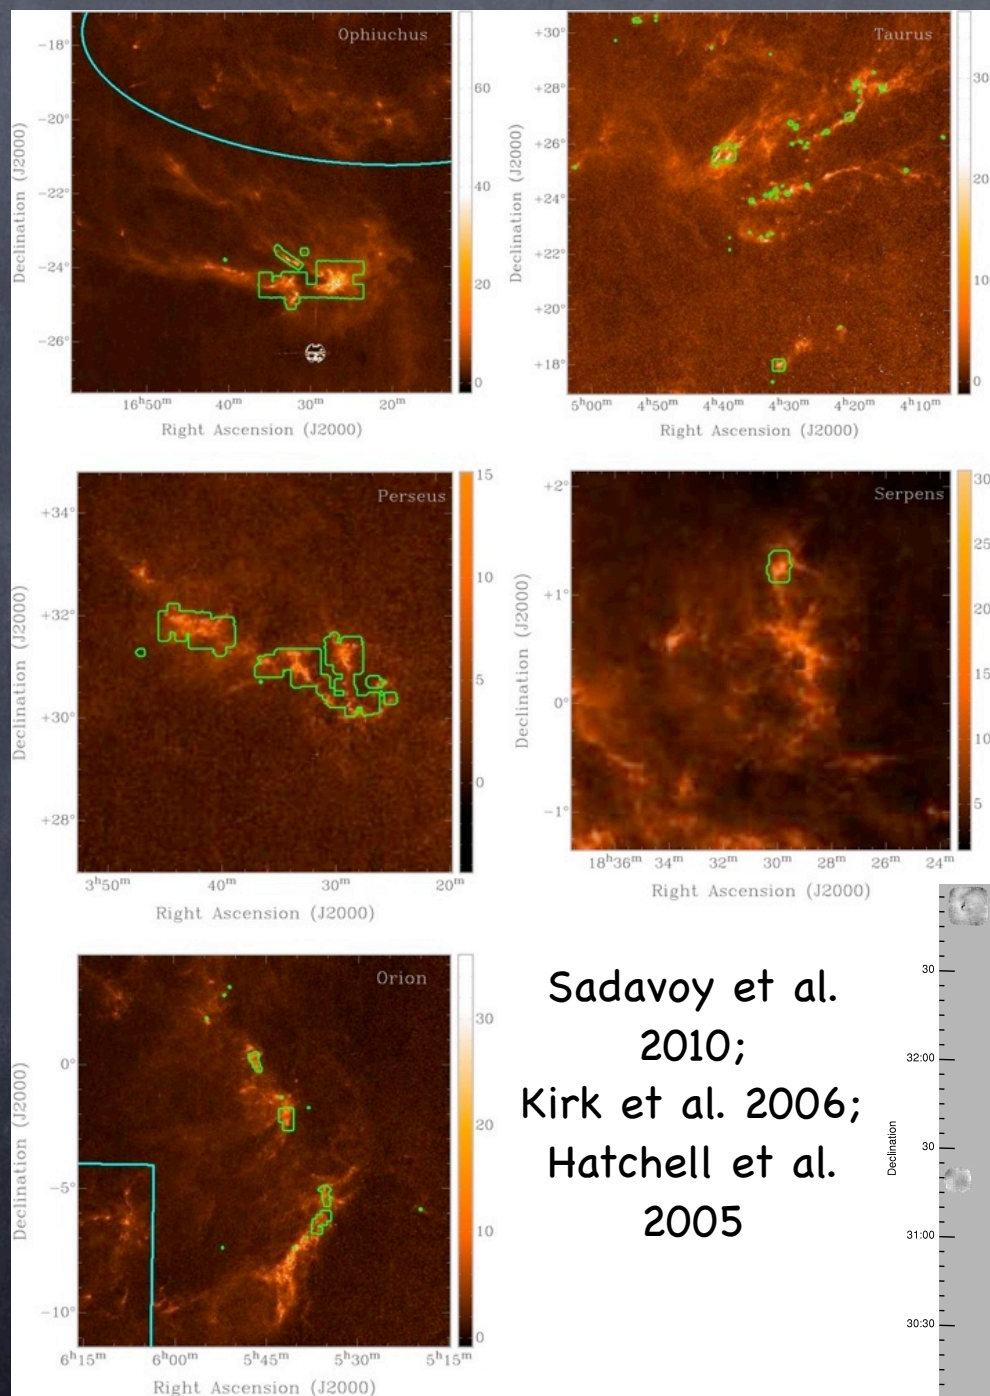 Ophiuchus
−18°
−20°
−22°
−24°
−26°
Declination (J2000)
60
40
20
0
16ʰ50ᵐ 40ᵐ 30ᵐ 20ᵐ
Right Ascension (J2000)
Taurus
+30°
+28°
+26°
+24°
+22°
+20°
+18°
Declination (J2000)
30
20
10
0
5ʰ00ᵐ 4ʰ50ᵐ 4ʰ40ᵐ 4ʰ30ᵐ 4ʰ20ᵐ 4ʰ10ᵐ
Right Ascension (J2000)
Perseus
+34°
+32°
+30°
+28°
Declination (J2000)
15
10
5
0
3ʰ50ᵐ 40ᵐ 30ᵐ 20ᵐ
Right Ascension (J2000)
Serpens
+2°
+1°
0°
−1°
Declination (J2000)
30
25
20
15
10
5
18ʰ36ᵐ 34ᵐ 32ᵐ 30ᵐ 28ᵐ 26ᵐ 24ᵐ
Right Ascension (J2000)
Orion
0°
−5°
−10°
Declination (J2000)
30
20
10
0
6ʰ15ᵐ 6ʰ00ᵐ 5ʰ45ᵐ 5ʰ30ᵐ 5ʰ15ᵐ
Right Ascension (J2000)
Sadavoy et al.
2010;
Kirk et al. 2006;
Hatchell et al.
2005
30
32:00
30
31:00
30:30
Declination